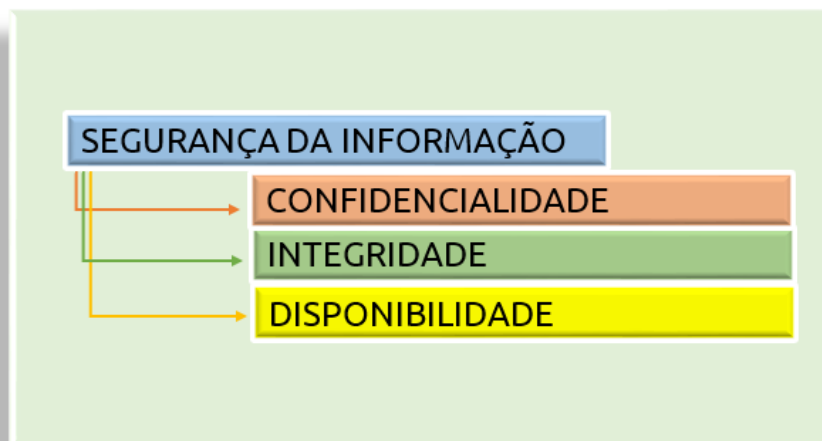 SEGURANÇA DA INFORMAÇÃO
CONFIDENCIALIDADE
INTEGRIDADE
DISPONIBILIDADE